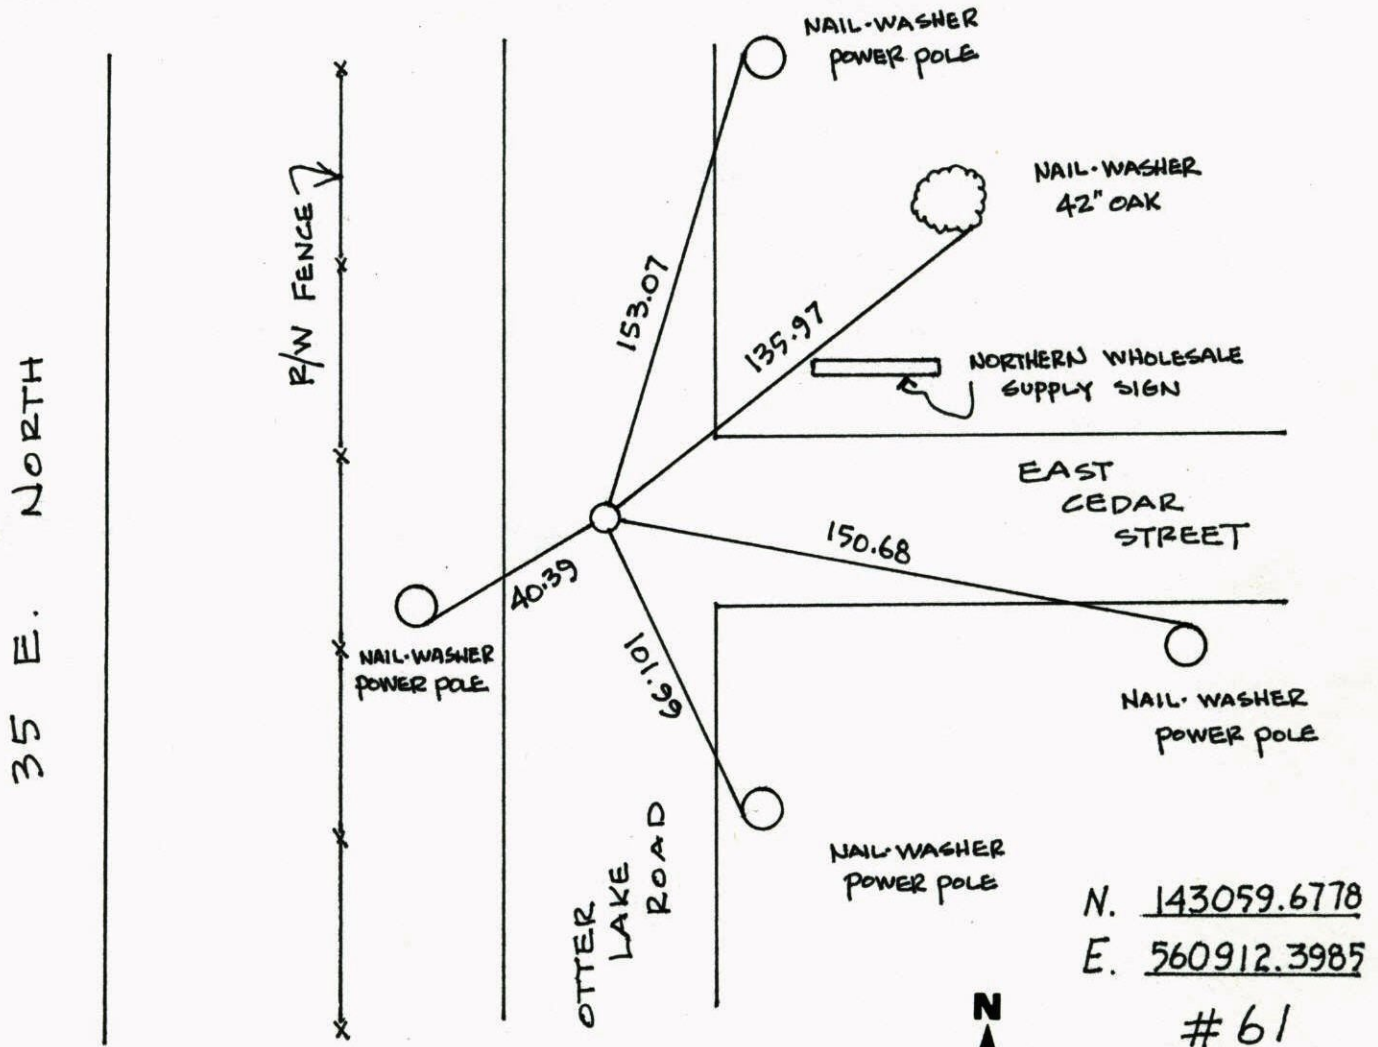 NAIL·WASHER
POWER POLE
NAIL·WASHER
42" OAK
R/W FENCE
153.07
135.97
NORTHERN WHOLESALE
SUPPLY SIGN
35 E. NORTH
EAST
CEDAR
STREET
150.68
40.39
101.99
NAIL·WASHER
POWER POLE
NAIL·WASHER
POWER POLE
OTTER
LAKE
ROAD
NAIL·WASHER
POWER POLE
N. 143059.6778
E. 560912.3985
N
#61